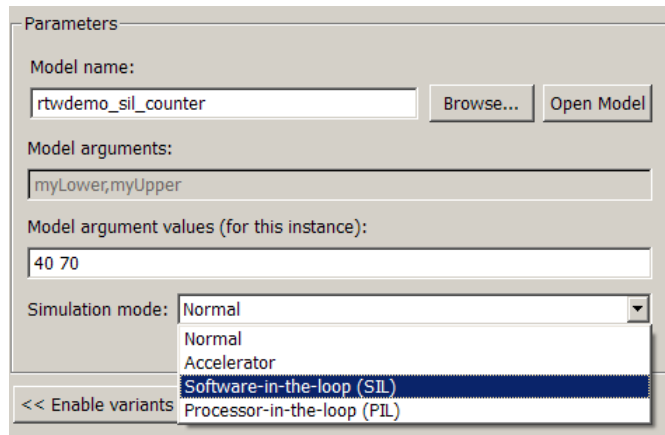 Parameters
Model name:
rtwdemo_sil_counter Browse... Open Model
Model arguments:
myLower,myUpper
Model argument values (for this instance):
40 70
Simulation mode: Normal
Normal
Accelerator
Software-in-the-loop (SIL)
<< Enable variants Processor-in-the-loop (PIL)